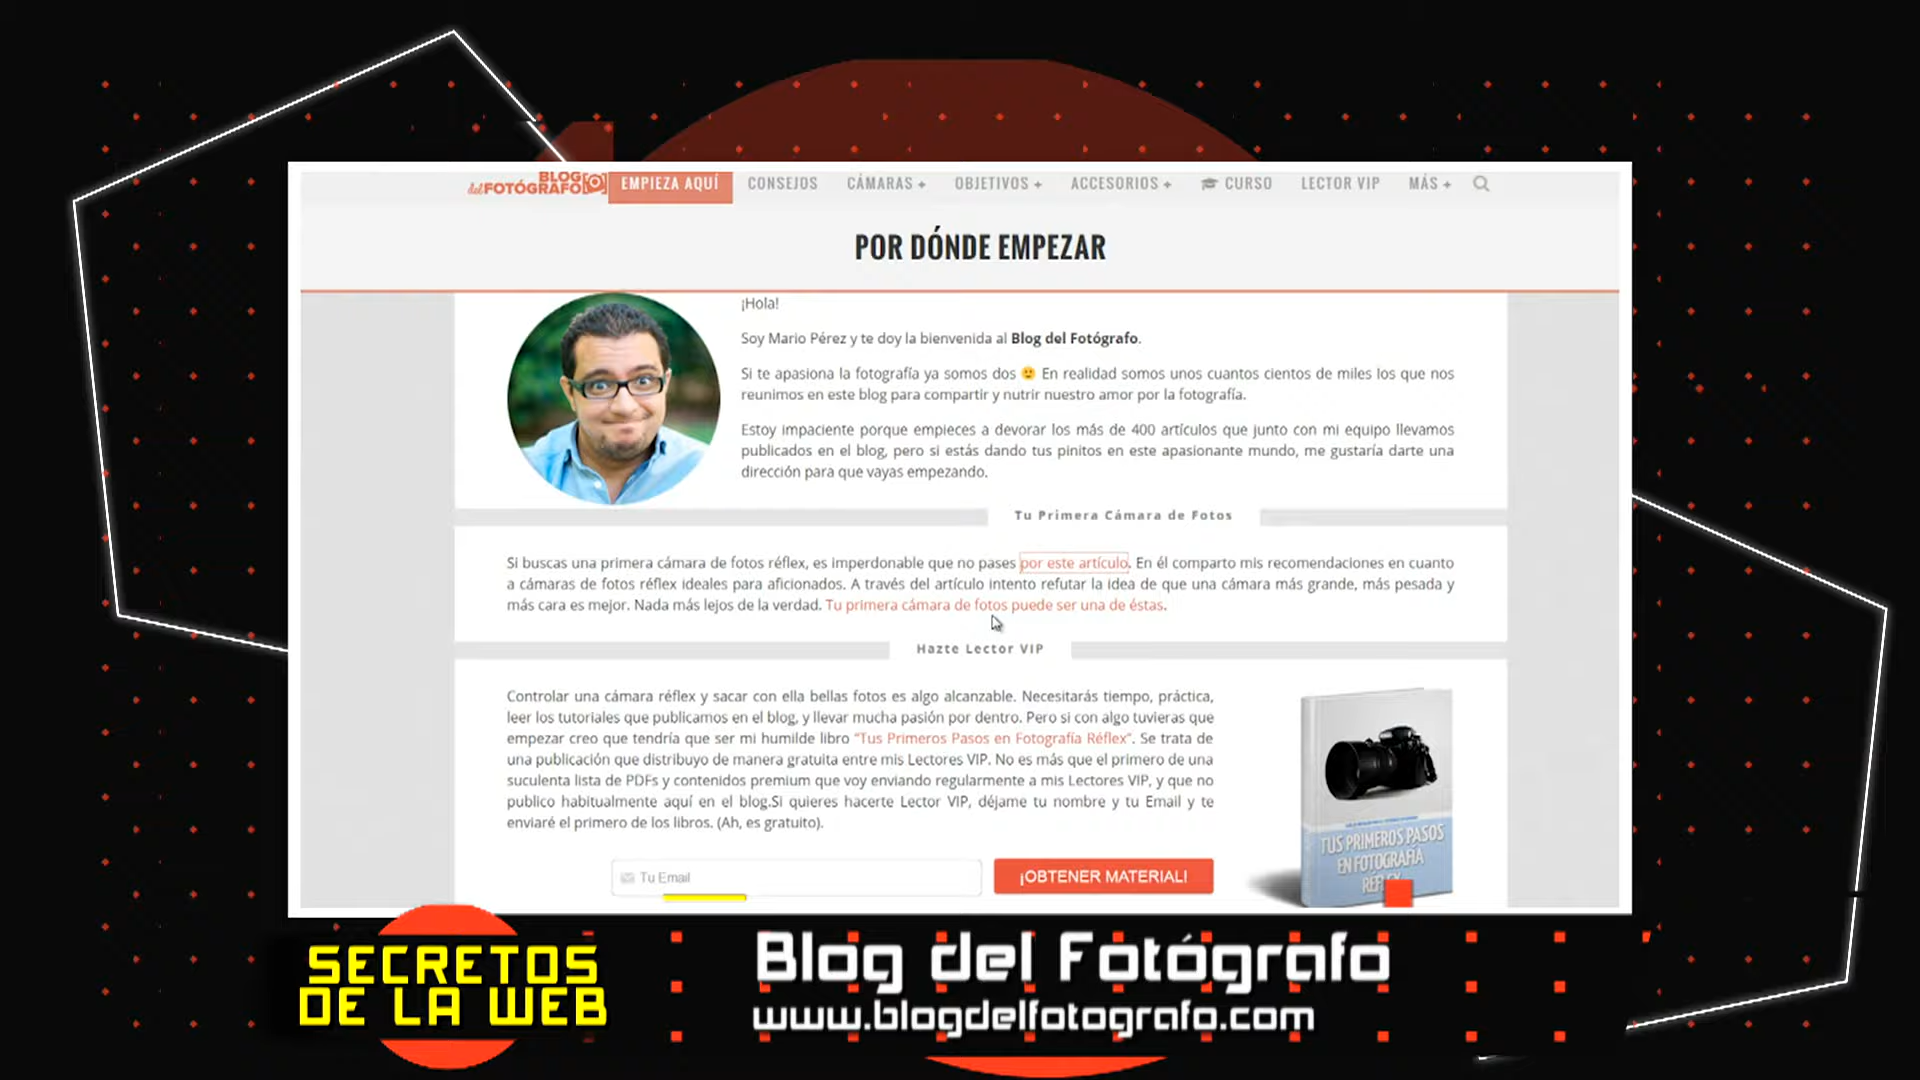 BLOG
del FOTÓGRAFO
EMPIEZA AQUÍ
CONSEJOS
CÁMARAS +
OBJETIVOS +
ACCESORIOS +
CURSO
LECTOR VIP
MÁS +
POR DÓNDE EMPEZAR
¡Hola!
Soy Mario Pérez y te doy la bienvenida al Blog del Fotógrafo.
Si te apasiona la fotografía ya somos dos 🙂 En realidad somos unos cuantos cientos de miles los que nos
reunimos en este blog para compartir y nutrir nuestro amor por la fotografía.
Estoy impaciente porque empieces a devorar los más de 400 artículos que junto con mi equipo llevamos
publicados en el blog, pero si estás dando tus pinitos en este apasionante mundo, me gustaría darte una
dirección para que vayas empezando.
Tu Primera Cámara de Fotos
Si buscas una primera cámara de fotos réflex, es imperdonable que no pases por este artículo. En él comparto mis recomendaciones en cuanto
a cámaras de fotos réflex ideales para aficionados. A través del artículo intento refutar la idea de que una cámara más grande, más pesada y
más cara es mejor. Nada más lejos de la verdad. Tu primera cámara de fotos puede ser una de éstas.
Hazte Lector VIP
Controlar una cámara réflex y sacar con ella bellas fotos es algo alcanzable. Necesitarás tiempo, práctica,
leer los tutoriales que publicamos en el blog, y llevar mucha pasión por dentro. Pero si con algo tuvieras que
empezar creo que tendría que ser mi humilde libro "Tus Primeros Pasos en Fotografía Réflex". Se trata de
una publicación que distribuyo de manera gratuita entre mis Lectores VIP. No es más que el primero de una
suculenta lista de PDFs y contenidos premium que voy enviando regularmente a mis Lectores VIP, y que no
publico habitualmente aquí en el blog.Si quieres hacerte Lector VIP, déjame tu nombre y tu Email y te
enviaré el primero de los libros. (Ah, es gratuito).
Tu Email
¡OBTENER MATERIAL!
TUS PRIMEROS PASOS
EN FOTOGRAFÍA
SECRETOS
DE LA WEB
Blog del Fotógrafo
www.blogdelfotografo.com